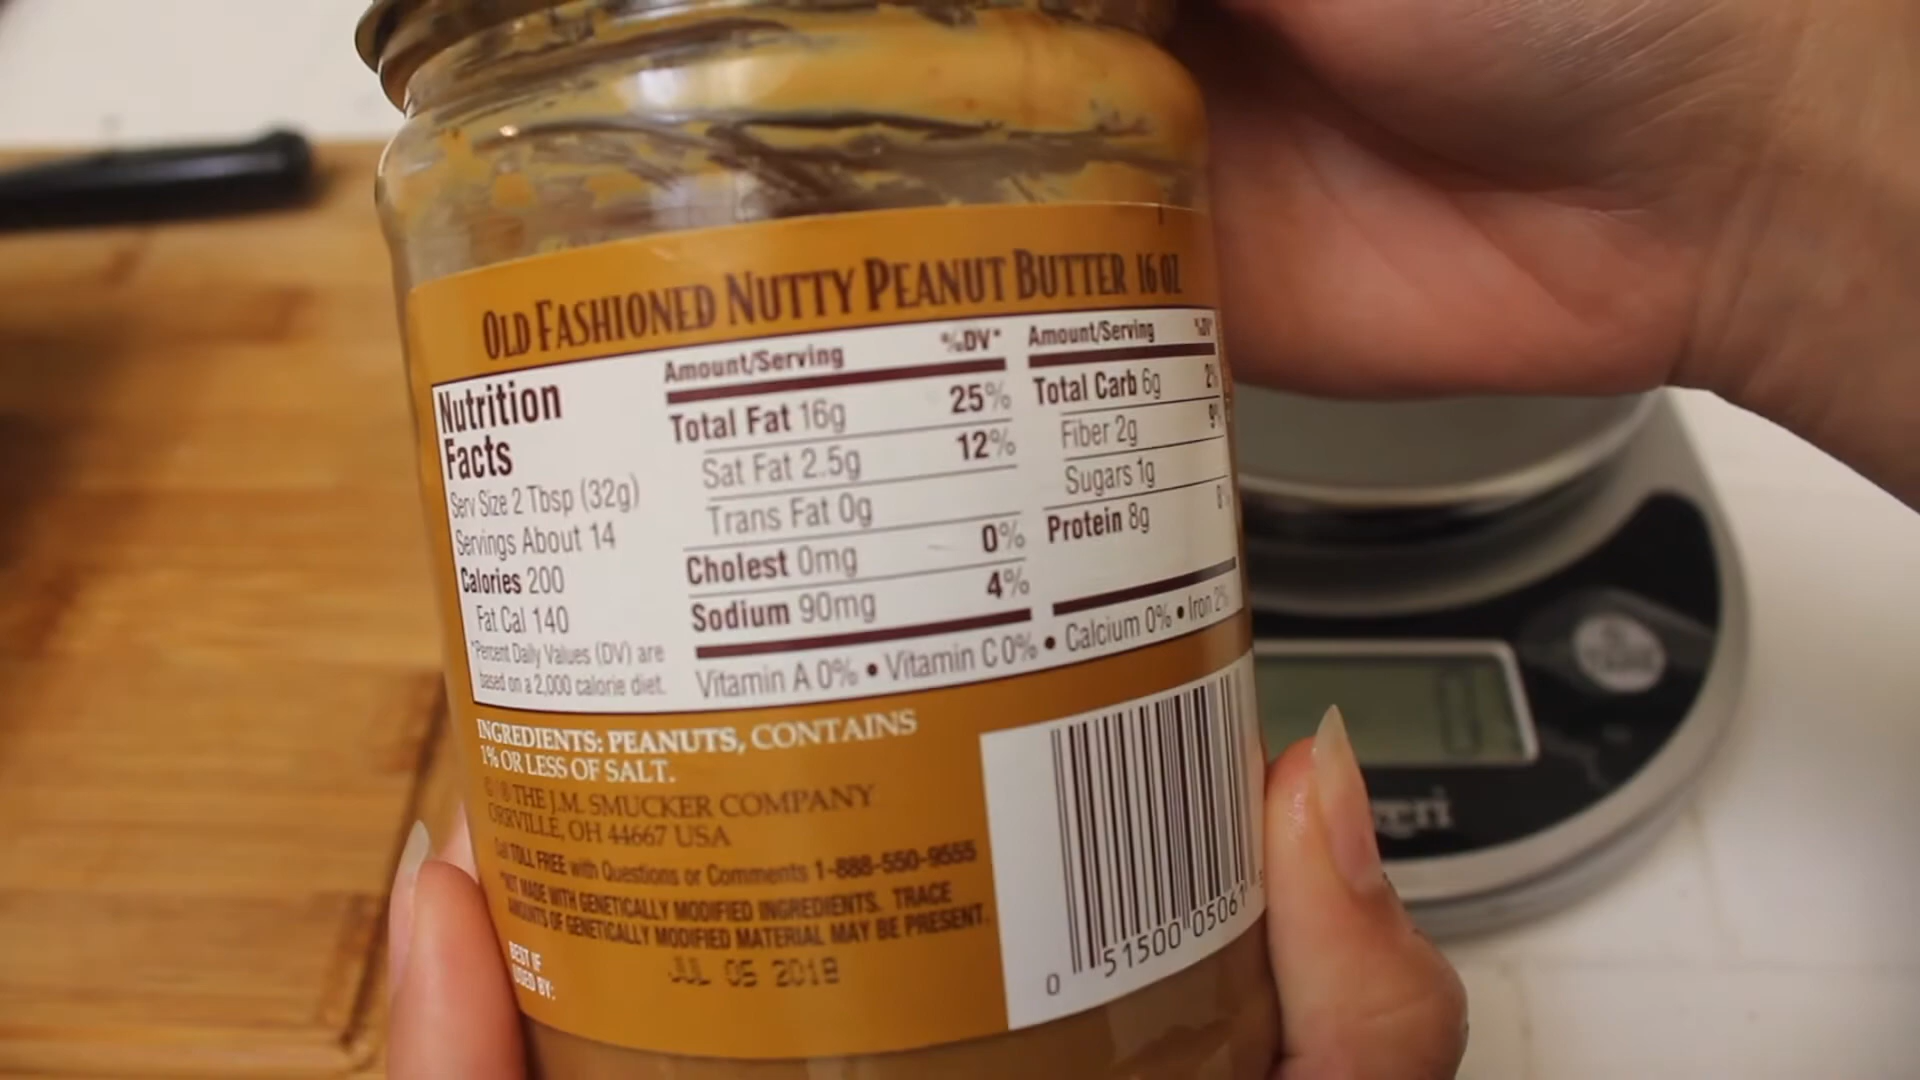 OLD FASHIONED NUTTY PEANUT BUTTER 16 OZ
Nutrition
Facts
Serv Size 2 Tbsp (32g)
Servings About 14
Calories 200
Fat Cal 140
*Percent Daily Values (DV) are
based on a 2,000 calorie diet.
Amount/Serving %DV*
Total Fat 16g 25%
Sat Fat 2.5g 12%
Trans Fat 0g
Cholest 0mg 0%
Sodium 90mg 4%
Amount/Serving %DV*
Total Carb 6g 2%
Fiber 2g 9%
Sugars 1g
Protein 8g
Vitamin A 0% • Vitamin C 0% • Calcium 0% • Iron 2%
INGREDIENTS: PEANUTS, CONTAINS
1% OR LESS OF SALT.
THE J.M. SMUCKER COMPANY
ORRVILLE, OH 44667 USA
Call TOLL FREE with Questions or Comments 1-888-550-9555
*NOT MADE WITH GENETICALLY MODIFIED INGREDIENTS. TRACE
AMOUNTS OF GENETICALLY MODIFIED MATERIAL MAY BE PRESENT.
BEST IF
USED BY:
JUL 05 2018
0 51500 05061